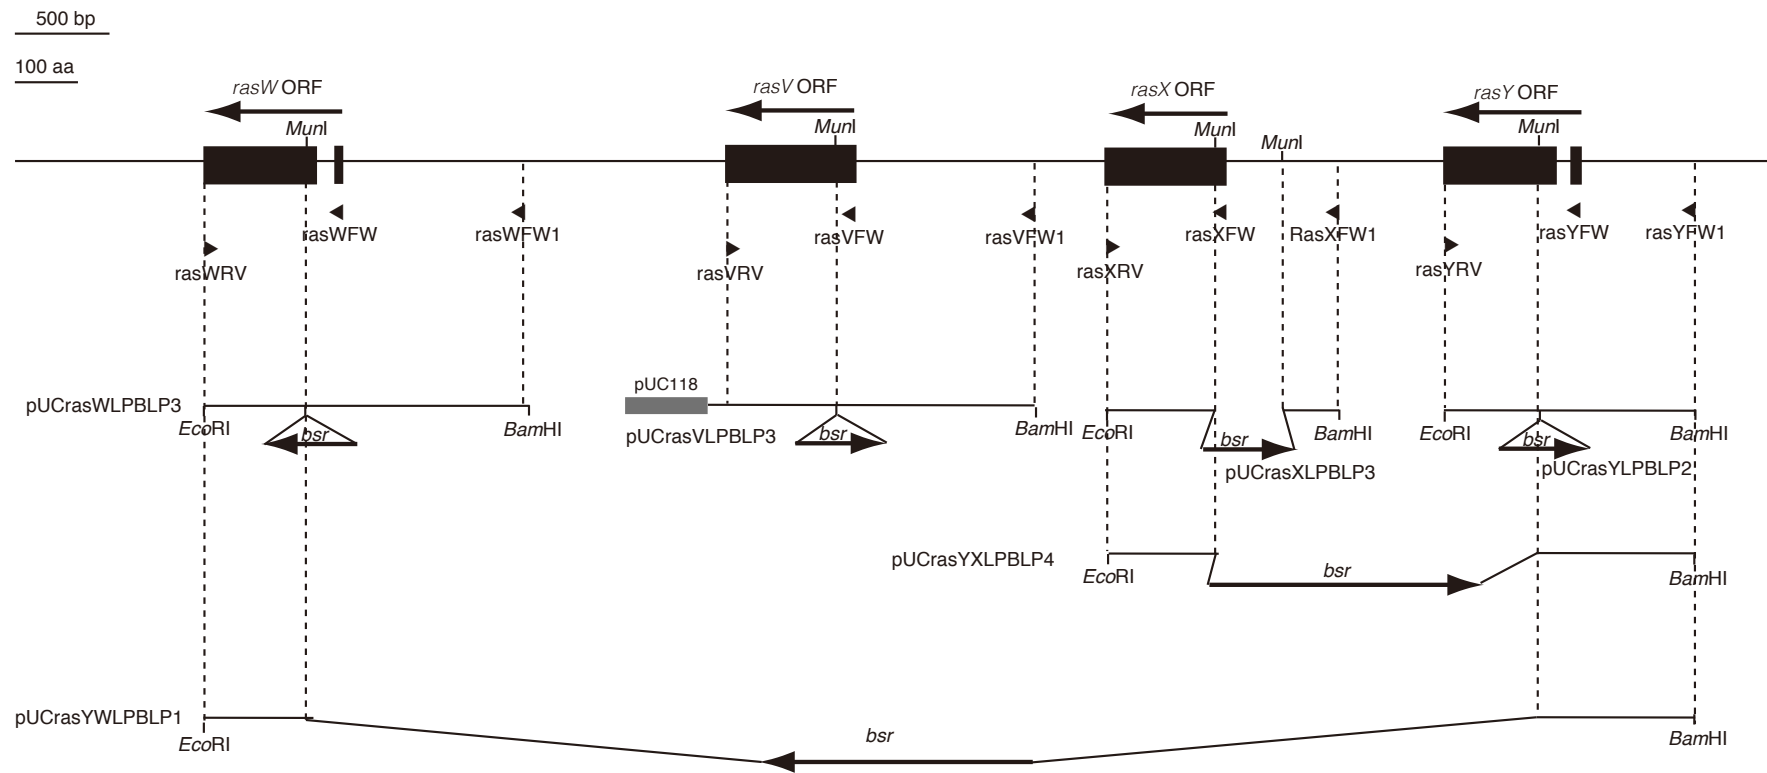 500 bp
100 aa
rasW ORF
rasV ORF
rasX ORF
rasY ORF
MunI
MunI
MunI
MunI
MunI
rasWFW
rasWFW1
rasVFW
rasVFW1
rasXFW
RasXFW1
rasYFW
rasYFW1
rasWRV
rasVRV
rasXRV
rasYRV
pUCrasWLPBLP3
EcoRI
bsr
BamHI
pUC118
pUCrasVLPBLP3
bsr
BamHI
EcoRI
bsr
BamHI
pUCrasXLPBLP3
EcoRI
bsr
BamHI
pUCrasYLPBLP2
pUCrasYXLPBLP4
EcoRI
bsr
BamHI
pUCrasYWLPBLP1
EcoRI
bsr
BamHI